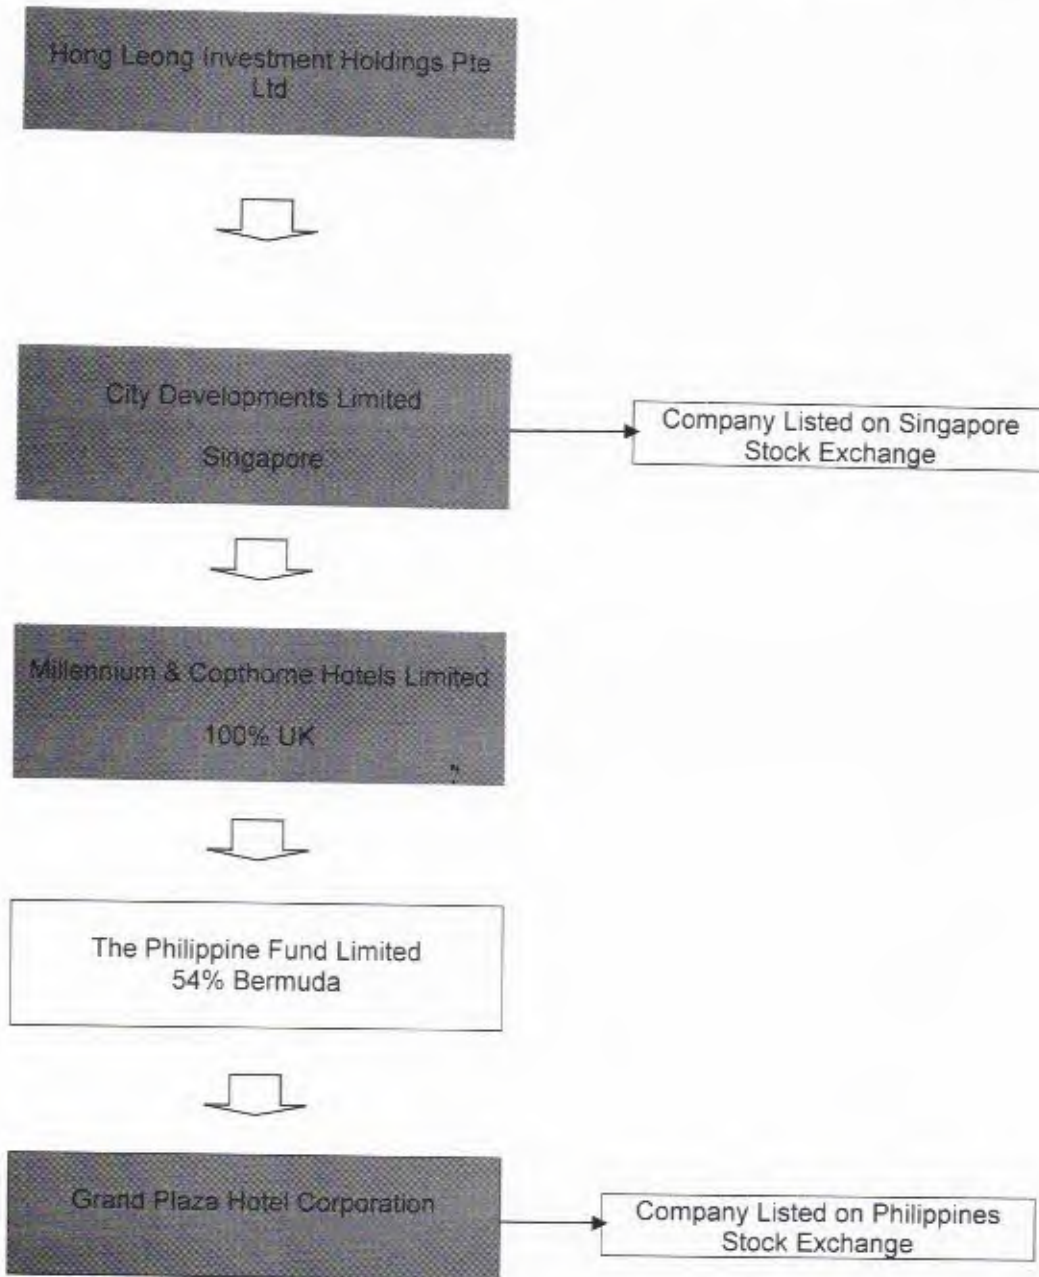 Hong Leong Investment Holdings Pte
Ltd
City Developments Limited
Singapore
Company Listed on Singapore
Stock Exchange
Millennium & Copthorne Hotels Limited
100% UK
The Philippine Fund Limited
54% Bermuda
Grand Plaza Hotel Corporation
Company Listed on Philippines
Stock Exchange